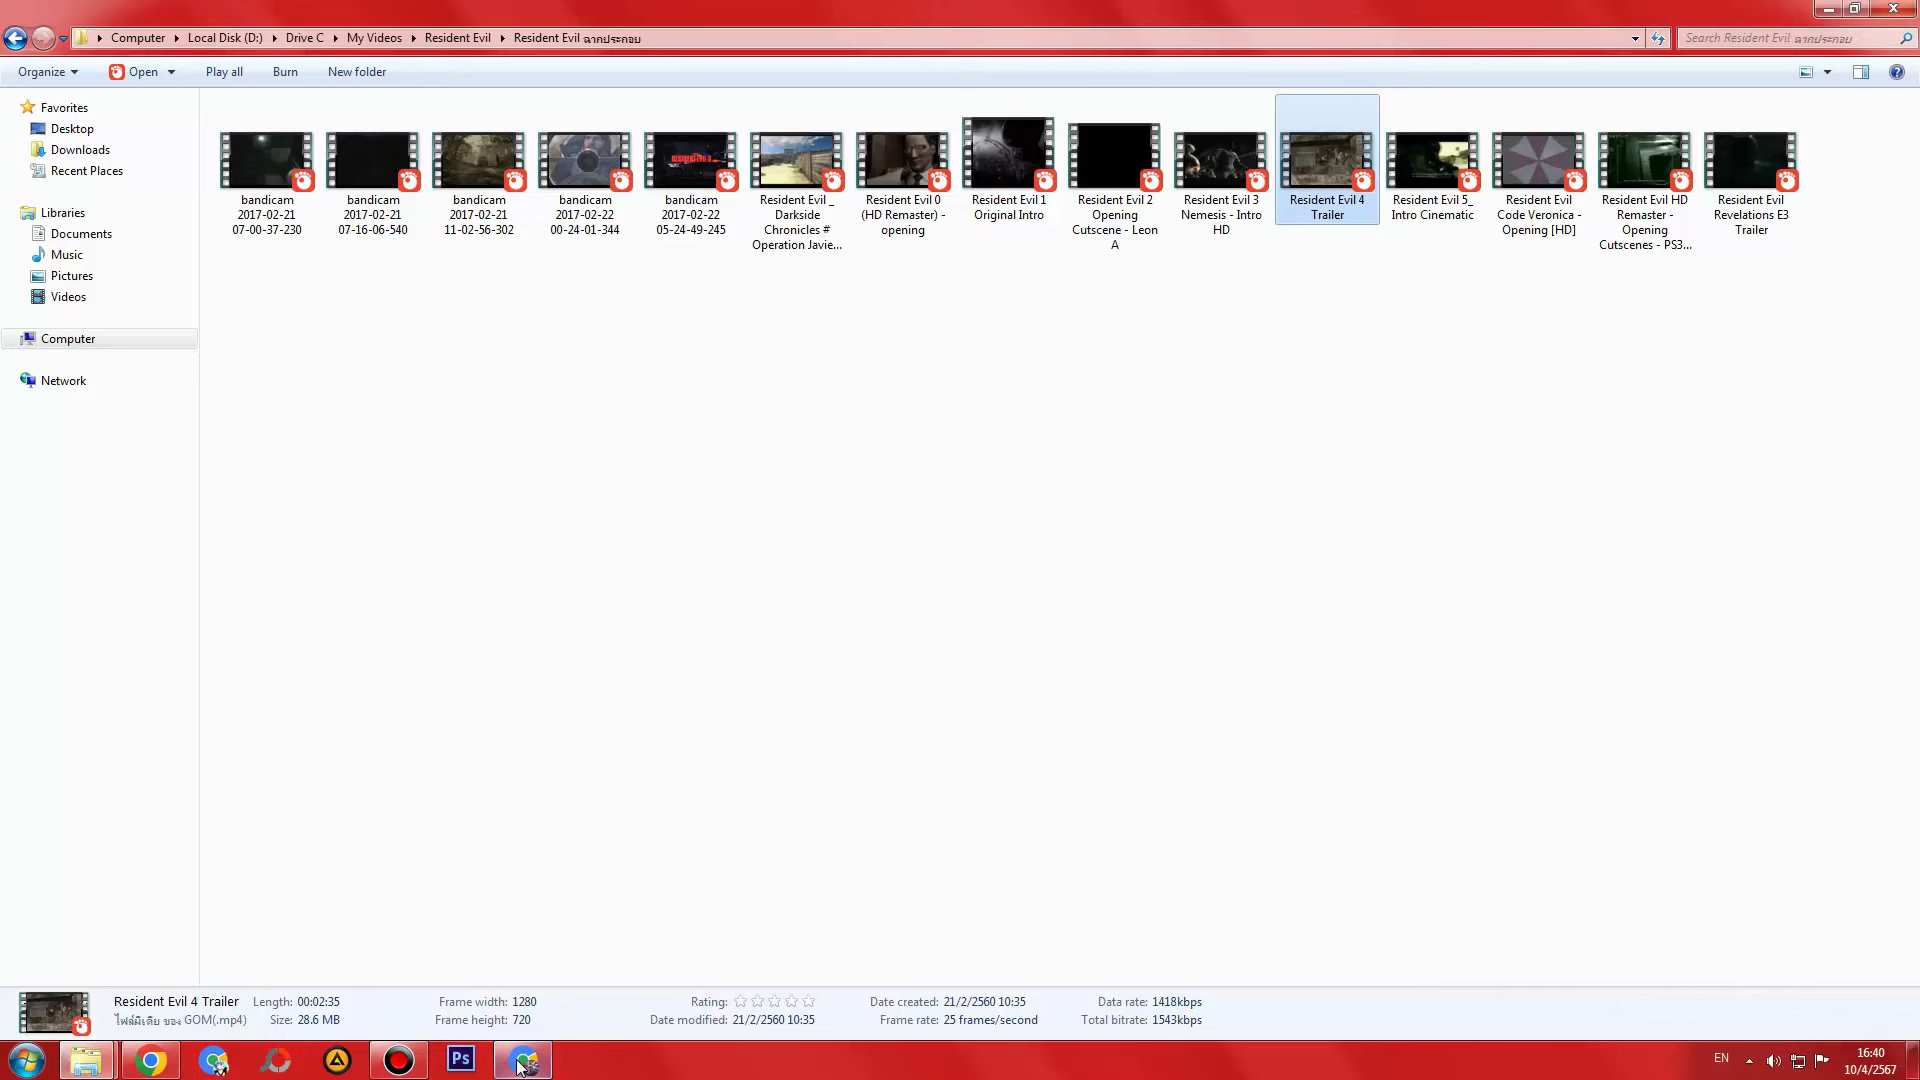 Computer ▸ Local Disk (D:) ▸ Drive C ▸ My Videos ▸ Resident Evil ▸ Resident Evil ฉากประกอบ
Search Resident Evil ฉากประกอบ
Organize Open Play all Burn New folder
Favorites
Desktop
Downloads
Recent Places
Libraries
Documents
Music
Pictures
Videos
Computer
Network
bandicam
2017-02-21
07-00-37-230
bandicam
2017-02-21
07-16-06-540
bandicam
2017-02-21
11-02-56-302
bandicam
2017-02-22
00-24-01-344
RESIDENT EVIL 3
bandicam
2017-02-22
05-24-49-245
Resident Evil _
Darkside
Chronicles #
Operation Javie...
Resident Evil 0
(HD Remaster) -
opening
Resident Evil 1
Original Intro
Resident Evil 2
Opening
Cutscene - Leon
A
Resident Evil 3
Nemesis - Intro
HD
Resident Evil 4
Trailer
Resident Evil 5_
Intro Cinematic
Resident Evil
Code Veronica -
Opening [HD]
Resident Evil HD
Remaster -
Opening
Cutscenes - PS3...
Resident Evil
Revelations E3
Trailer
Resident Evil 4 Trailer Length: 00:02:35 Frame width: 1280 Rating: Date created: 21/2/2560 10:35 Data rate: 1418kbps
ไฟล์มีเดีย ของ GOM(.mp4) Size: 28.6 MB Frame height: 720 Date modified: 21/2/2560 10:35 Frame rate: 25 frames/second Total bitrate: 1543kbps
Ps
EN
16:40
10/4/2567